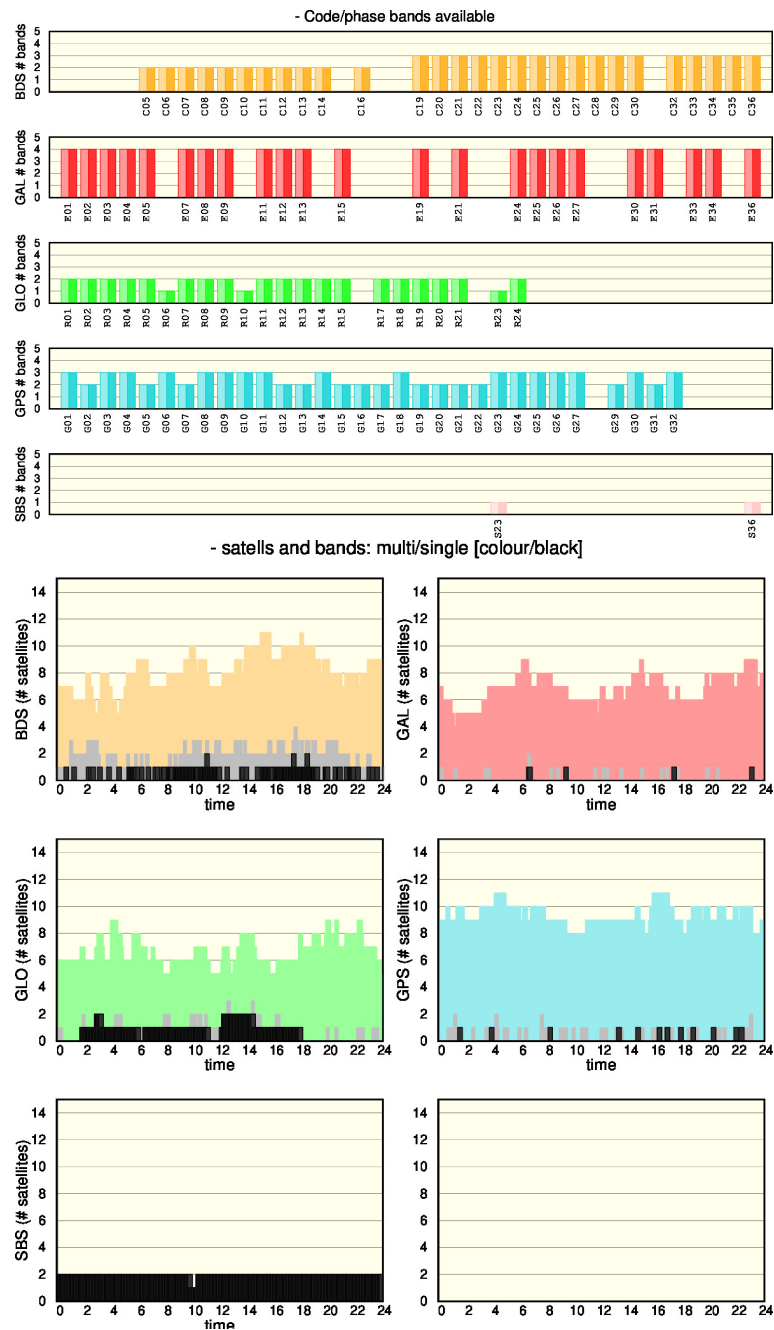 - Code/phase bands available
BDS # bands
5
4
3
2
1
0
C05 C06 C07 C08 C09 C10 C11 C12 C13 C14 C16 C19 C20 C21 C22 C23 C24 C25 C26 C27 C28 C29 C30 C32 C33 C34 C35 C36
GAL # bands
5
4
3
2
1
0
E01 E02 E03 E04 E05 E07 E08 E09 E11 E12 E13 E15 E19 E21 E24 E25 E26 E27 E30 E31 E33 E34 E36
GLO # bands
5
4
3
2
1
0
R01 R02 R03 R04 R05 R06 R07 R08 R09 R10 R11 R12 R13 R14 R15 R17 R18 R19 R20 R21 R23 R24
GPS # bands
5
4
3
2
1
0
G01 G02 G03 G04 G05 G06 G07 G08 G09 G10 G11 G12 G13 G14 G15 G16 G17 G18 G19 G20 G21 G22 G23 G24 G25 G26 G27 G29 G30 G31 G32
SBS # bands
5
4
3
2
1
0
S23 S36
- satells and bands: multi/single [colour/black]
BDS (# satellites)
14
12
10
8
6
4
2
0
0 2 4 6 8 10 12 14 16 18 20 22 24
time
GAL (# satellites)
14
12
10
8
6
4
2
0
0 2 4 6 8 10 12 14 16 18 20 22 24
time
GLO (# satellites)
14
12
10
8
6
4
2
0
0 2 4 6 8 10 12 14 16 18 20 22 24
time
GPS (# satellites)
14
12
10
8
6
4
2
0
0 2 4 6 8 10 12 14 16 18 20 22 24
time
SBS (# satellites)
14
12
10
8
6
4
2
0
0 2 4 6 8 10 12 14 16 18 20 22 24
time
14
12
10
8
6
4
2
0
0 2 4 6 8 10 12 14 16 18 20 22 24